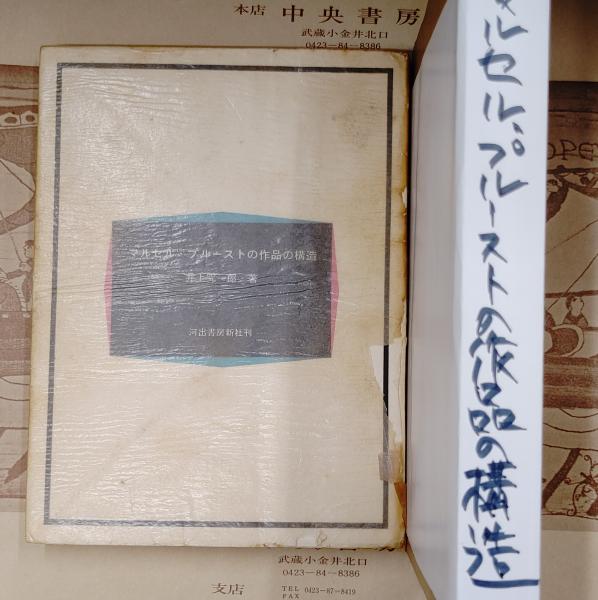 本店 中央書房
武蔵小金井北口
0423-84-8386
マルセル・プルーストの作品の構造
井上究一郎 著
河出書房新社刊
マルセル・プルーストの作品の構造
武蔵小金井北口
0423-84-8386
支店
TEL 0423-87-8419
FAX